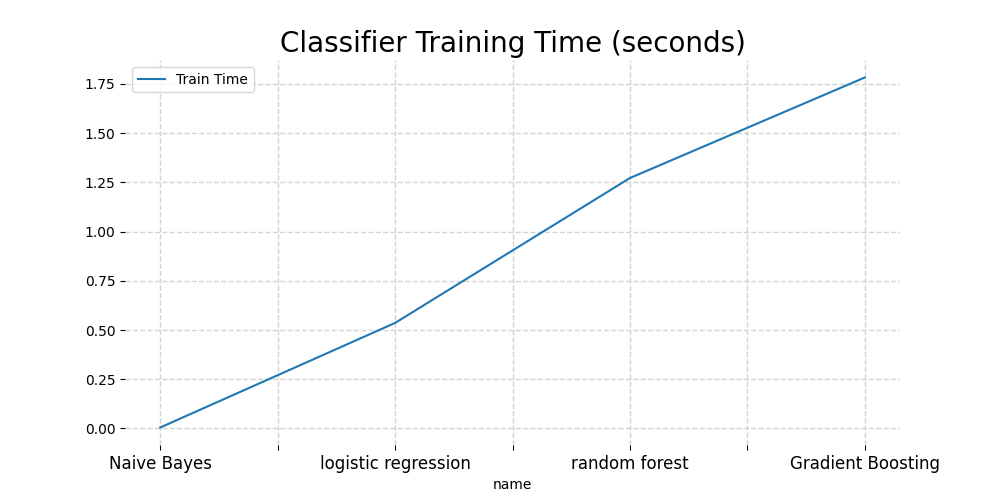 Classifier Training Time (seconds)
Train Time
1.75
1.50
1.25
1.00
0.75
0.50
0.25
0.00
Naive Bayes logistic regression random forest Gradient Boosting
name